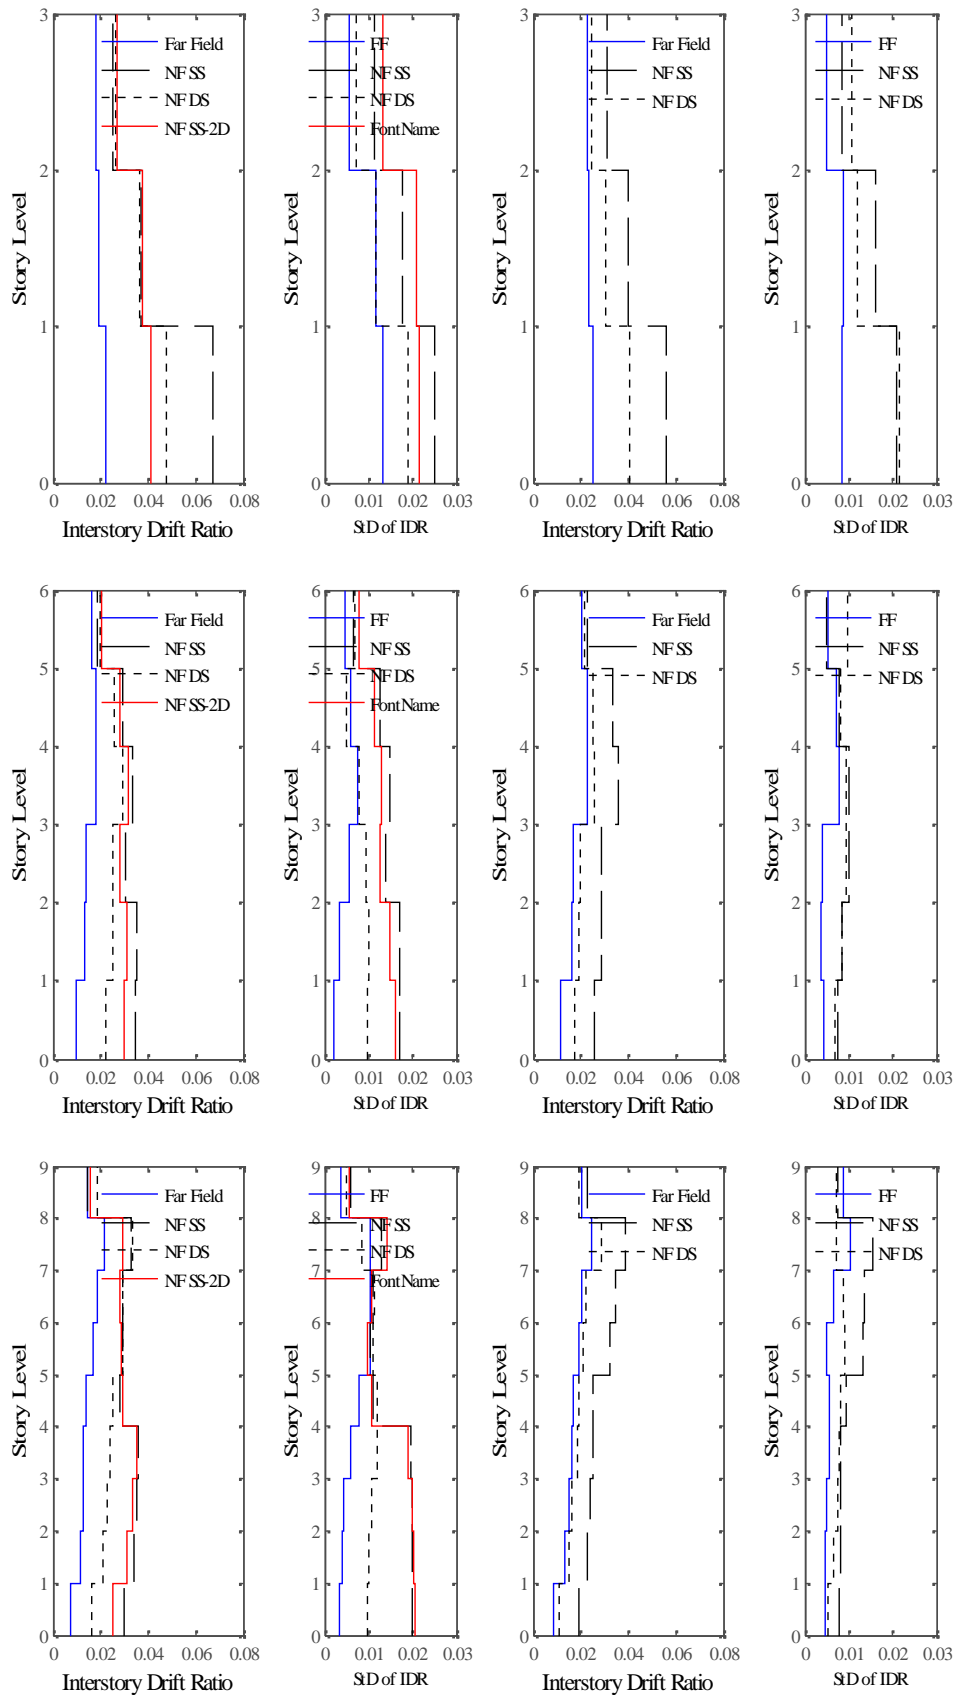 3
2
1
0
Story Level
0 0.02 0.04 0.06 0.08
Interstory Drift Ratio
Far Field
NF SS
NF DS
NF SS-2D
0 0.01 0.02 0.03
StD of IDR
FF
NF SS
NF DS
FontName
3
2
1
0
Story Level
0 0.02 0.04 0.06 0.08
Interstory Drift Ratio
Far Field
NF SS
NF DS
3
2
1
0
Story Level
0 0.01 0.02 0.03
StD of IDR
FF
NF SS
NF DS
3
2
1
0
Story Level
6
5
4
3
2
1
0
Story Level
0 0.02 0.04 0.06 0.08
Interstory Drift Ratio
Far Field
NF SS
NF DS
NF SS-2D
6
5
4
3
2
1
0
Story Level
0 0.01 0.02 0.03
StD of IDR
FF
NF SS
NF DS
FontName
6
5
4
3
2
1
0
Story Level
0 0.02 0.04 0.06 0.08
Interstory Drift Ratio
Far Field
NF SS
NF DS
6
5
4
3
2
1
0
Story Level
0 0.01 0.02 0.03
StD of IDR
FF
NF SS
NF DS
9
8
7
6
5
4
3
2
1
0
Story Level
0 0.02 0.04 0.06 0.08
Interstory Drift Ratio
Far Field
NF SS
NF DS
NF SS-2D
9
8
7
6
5
4
3
2
1
0
Story Level
0 0.01 0.02 0.03
StD of IDR
FF
NF SS
NF DS
FontName
9
8
7
6
5
4
3
2
1
0
Story Level
0 0.02 0.04 0.06 0.08
Interstory Drift Ratio
Far Field
NF SS
NF DS
9
8
7
6
5
4
3
2
1
0
Story Level
0 0.01 0.02 0.03
StD of IDR
FF
NF SS
NF DS